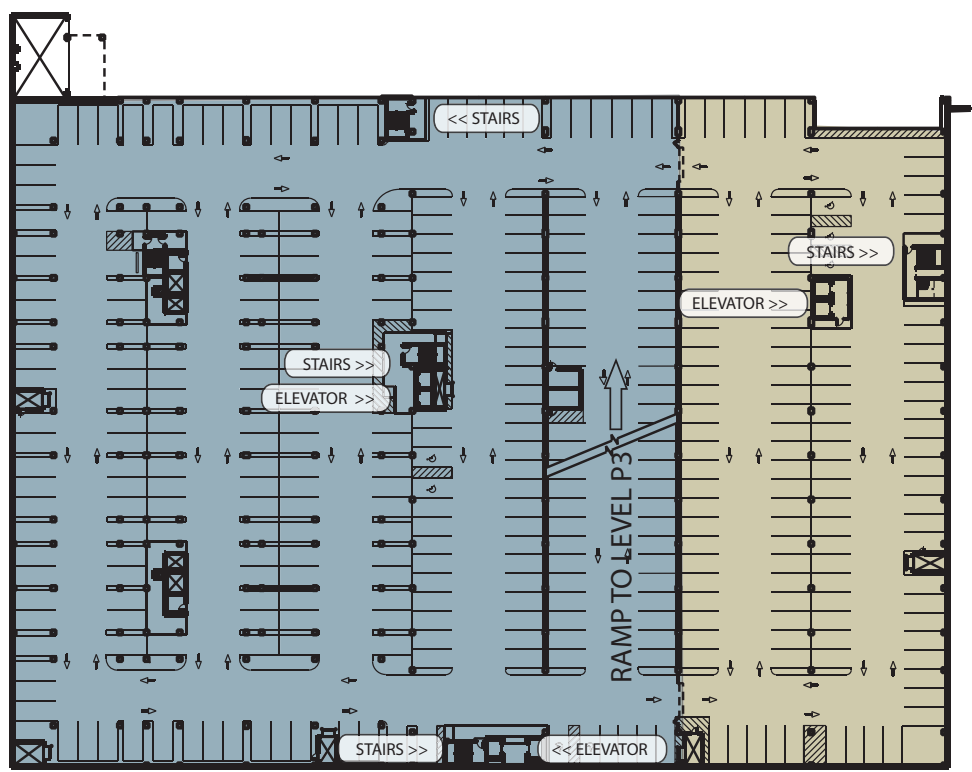 << STAIRS
STAIRS >>
ELEVATOR >>
STAIRS >>
ELEVATOR >>
RAMP TO LEVEL P3
STAIRS >>
<< ELEVATOR